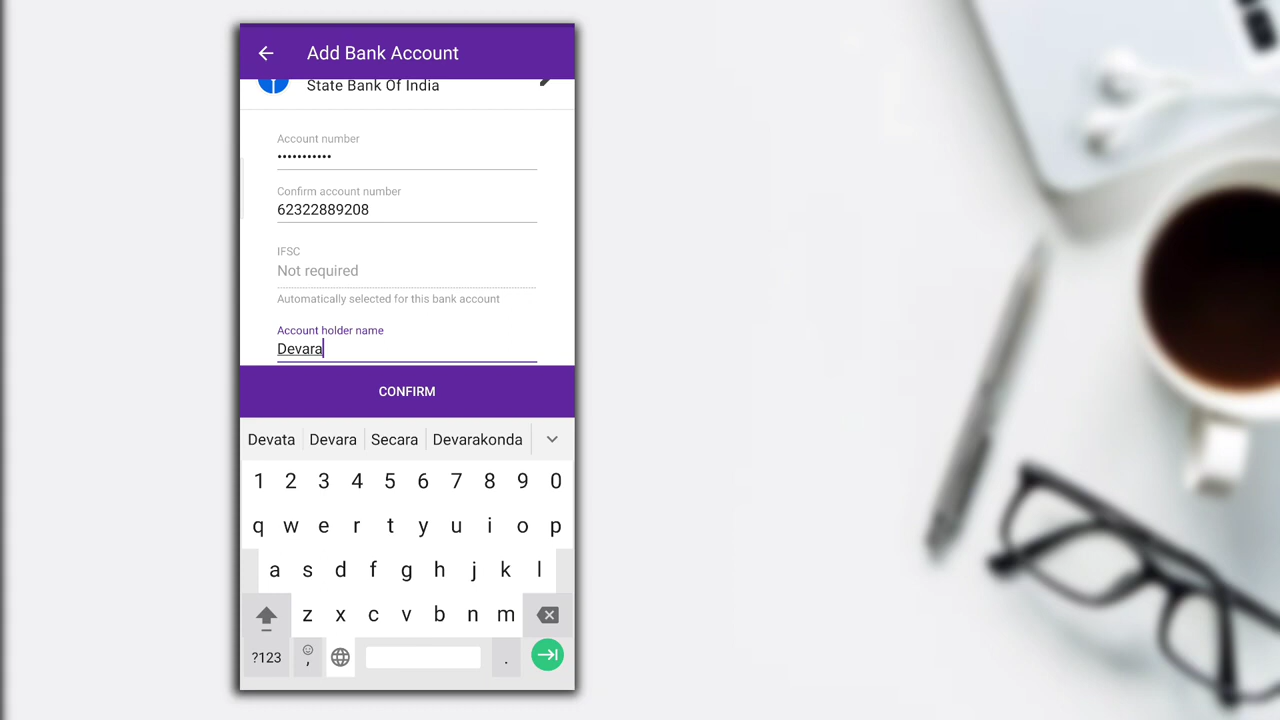 Add Bank Account
State Bank Of India
Account number
•••••••••••
Confirm account number
62322889208
IFSC
Not required
Automatically selected for this bank account
Account holder name
Devara
CONFIRM
Devata Devara Secara Devarakonda
1 2 3 4 5 6 7 8 9 0
q w e r t y u i o p
a s d f g h j k l
z x c v b n m
?123 , .